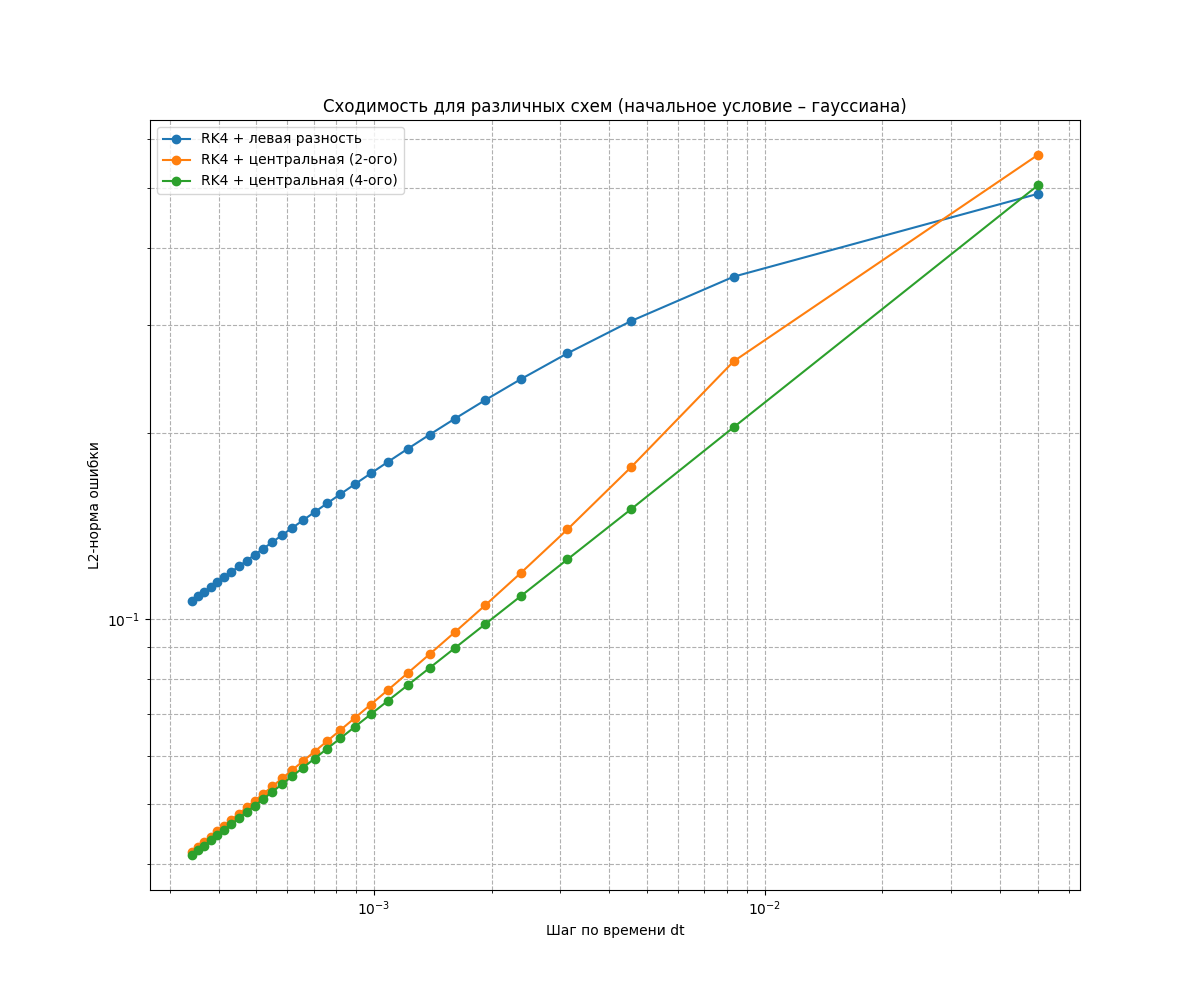 Сходимость для различных схем (начальное условие – гауссиана)
RK4 + левая разность
RK4 + центральная (2-ого)
RK4 + центральная (4-ого)
L2-норма ошибки
10⁻¹
10⁻³
10⁻²
Шаг по времени dt